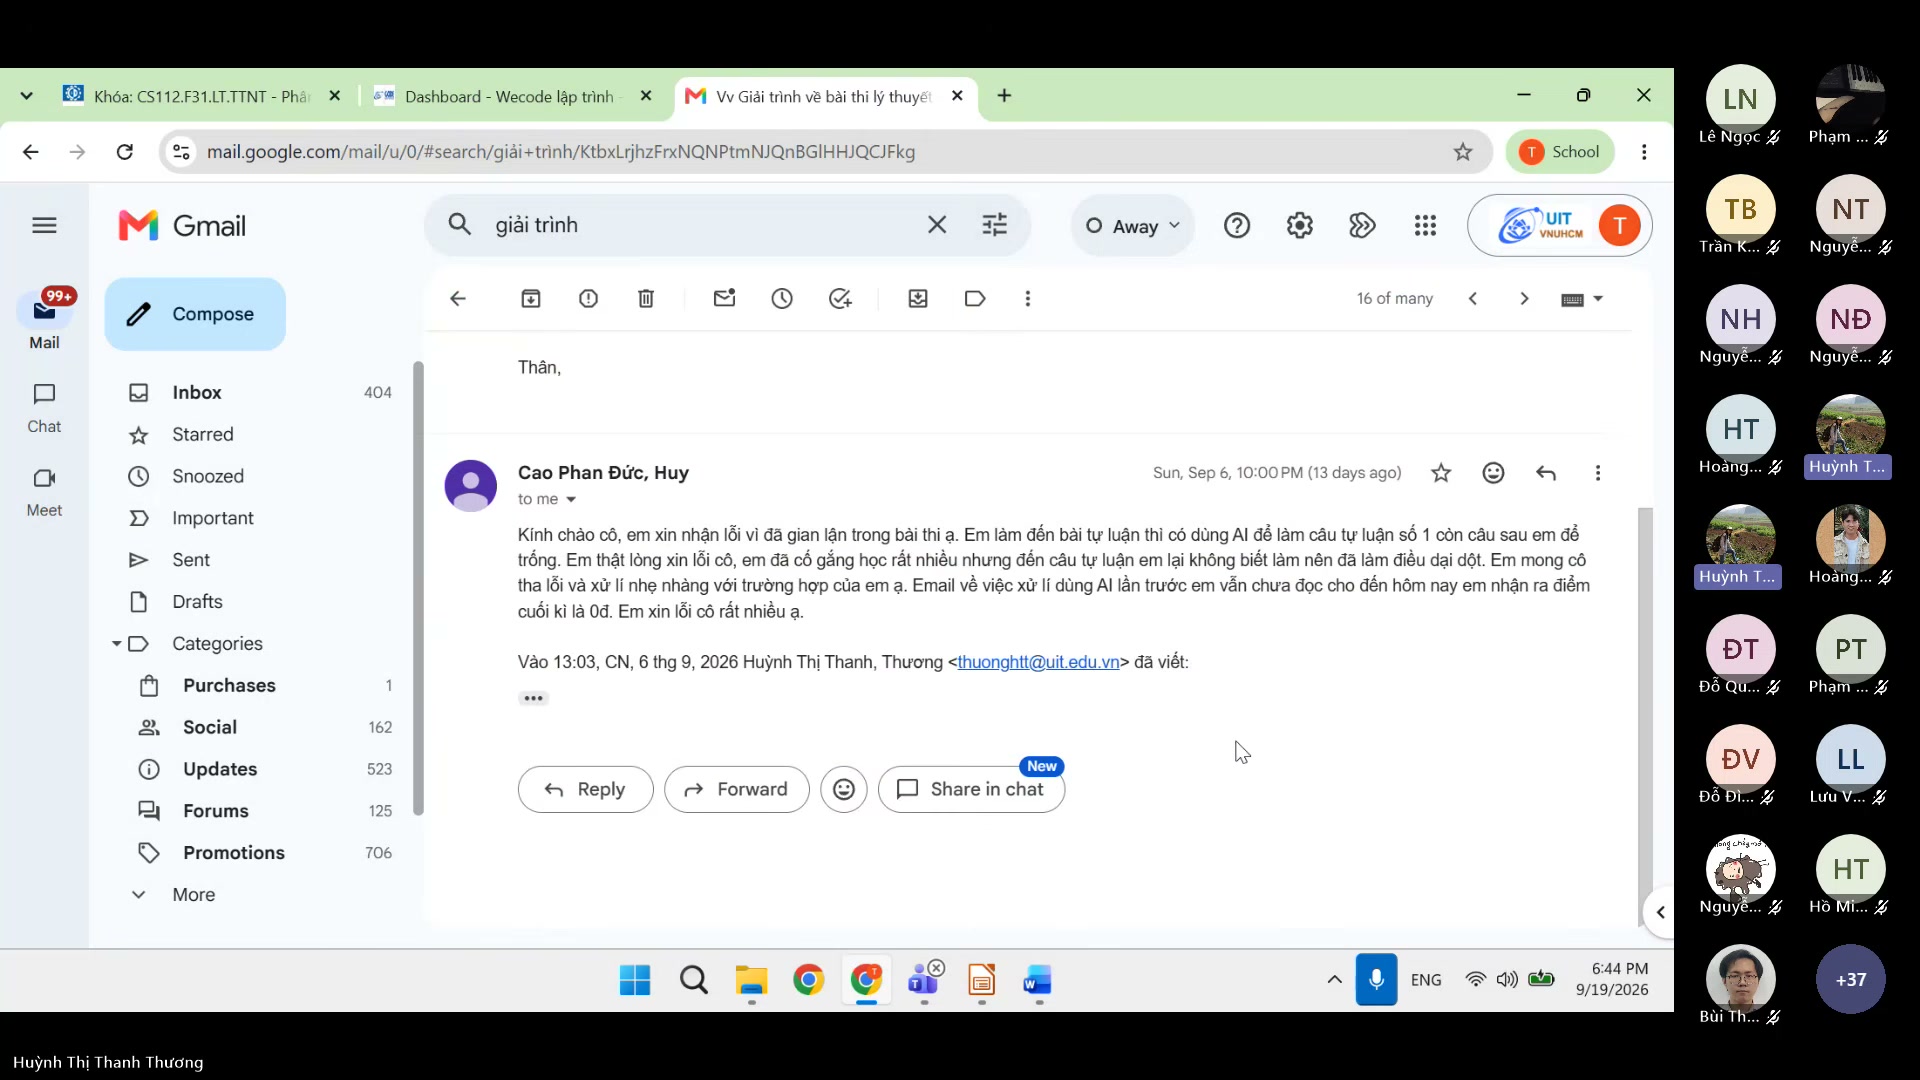 Khóa: CS112.F31.LT.TTNT - Phân
Dashboard - Wecode lập trình -
Vv Giải trình về bài thi lý thuyết
mail.google.com/mail/u/0/#search/giải+trình/KtbxLrjhzFrxNQNPtmNJQnBGlHHJQCJFkg
T School
Gmail
giải trình
Away
UIT
VNUHCM
T
99+
Mail
Chat
Meet
Compose
Inbox 404
Starred
Snoozed
Important
Sent
Drafts
Categories
Purchases 1
Social 162
Updates 523
Forums 125
Promotions 706
More
16 of many
Thân,
Cao Phan Đức, Huy
Sun, Sep 6, 10:00 PM (13 days ago)
to me
Kính chào cô, em xin nhận lỗi vì đã gian lận trong bài thi ạ. Em làm đến bài tự luận thì có dùng AI để làm câu tự luận số 1 còn câu sau em để
trống. Em thật lòng xin lỗi cô, em đã cố gắng học rất nhiều nhưng đến câu tự luận em lại không biết làm nên đã làm điều dại dột. Em mong cô
tha lỗi và xử lí nhẹ nhàng với trường hợp của em ạ. Email về việc xử lí dùng AI lần trước em vẫn chưa đọc cho đến hôm nay em nhận ra điểm
cuối kì là 0đ. Em xin lỗi cô rất nhiều ạ.
Vào 13:03, CN, 6 thg 9, 2026 Huỳnh Thị Thanh, Thương <thuonghtt@uit.edu.vn> đã viết:
•••
Reply
Forward
Share in chat
New
ENG
6:44 PM
9/19/2026
LN
Lê Ngọc
Phạm ...
TB
Trần K...
NT
Nguyễ...
NH
Nguyễ...
NĐ
Nguyễ...
HT
Hoàng...
Huỳnh T...
Huỳnh T...
Hoàng...
ĐT
Đỗ Qu...
PT
Phạm ...
ĐV
Đỗ Đì...
LL
Lưu V...
Nguyễ...
HT
Hồ Mi...
Bùi Th...
+37
Huỳnh Thị Thanh Thương